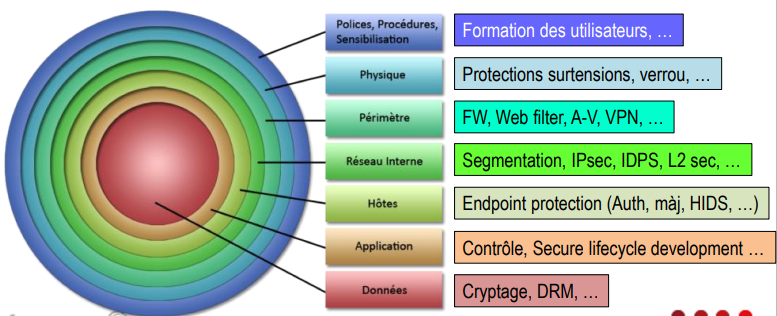 Polices, Procédures,
Sensibilisation
Formation des utilisateurs, …
Physique
Protections surtensions, verrou, …
Périmètre
FW, Web filter, A-V, VPN, …
Réseau Interne
Segmentation, IPsec, IDPS, L2 sec, …
Hôtes
Endpoint protection (Auth, màj, HIDS, …)
Application
Contrôle, Secure lifecycle development …
Données
Cryptage, DRM, …